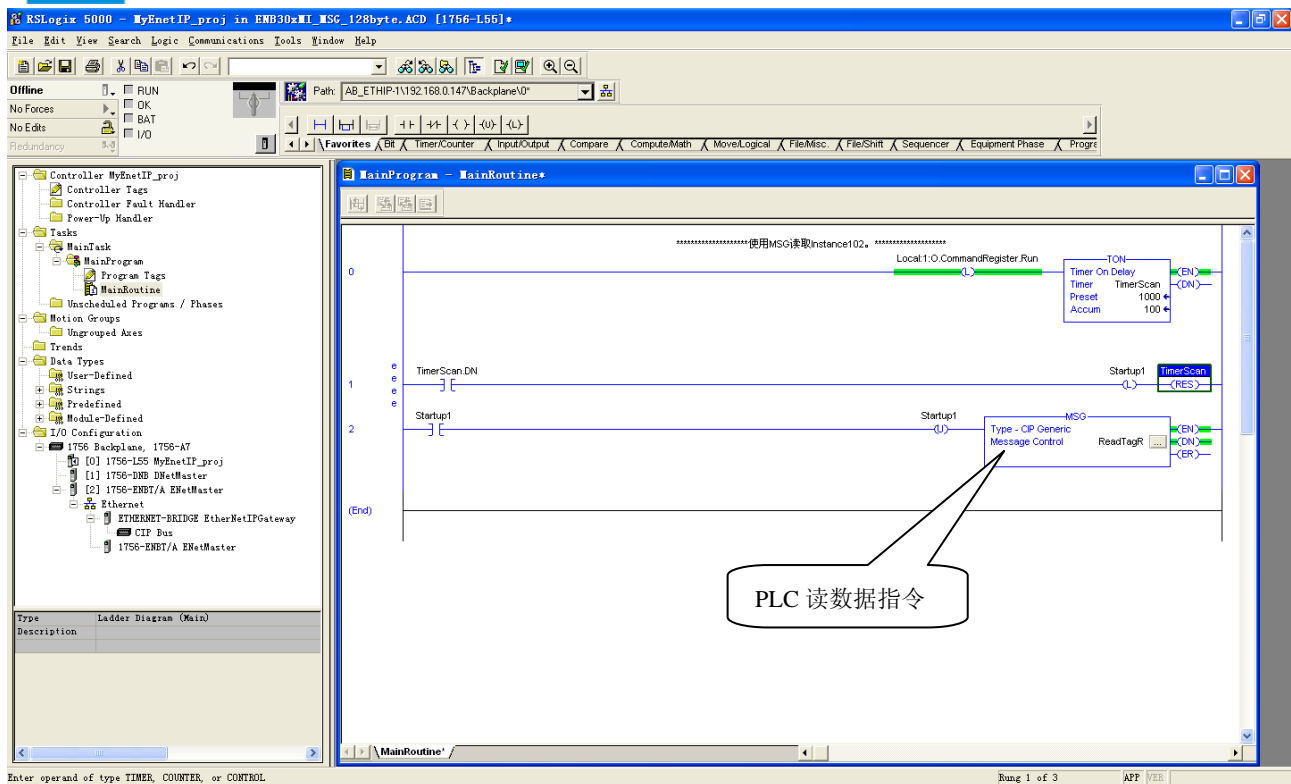 RSLogix 5000 - MyEnetIP_proj in ENB30xMI_MSG_128byte.ACD [1756-L55]*
File Edit View Search Logic Communications Tools Window Help
Offline
RUN
No Forces
OK
No Edits
BAT
Redundancy
I/O
Path: AB_ETHIP-1\192.168.0.147\Backplane\0*
Favorites Bit Timer/Counter Input/Output Compare Compute/Math Move/Logical File/Misc. File/Shift Sequencer Equipment Phase Progra
Controller MyEnetIP_proj
Controller Tags
Controller Fault Handler
Power-Up Handler
Tasks
MainTask
MainProgram
Program Tags
MainRoutine
Unscheduled Programs / Phases
Motion Groups
Ungrouped Axes
Trends
Data Types
User-Defined
Strings
Predefined
Module-Defined
I/O Configuration
1756 Backplane, 1756-A7
[0] 1756-L55 MyEnetIP_proj
[1] 1756-DNB DNetMaster
[2] 1756-ENBT/A ENetMaster
Ethernet
ETHERNET-BRIDGE EtherNetIPGateway
CIP Bus
1756-ENBT/A ENetMaster
Type Ladder Diagram (Main)
Description
MainProgram - MainRoutine*
********************使用MSG读取Instance102。********************
0
Local:1:O.CommandRegister.Run
(L)
TON
Timer On Delay
Timer TimerScan
Preset 1000
Accum 100
(EN)
(DN)
e
e
e
e
1
TimerScan.DN
Startup1
(L)
TimerScan
(RES)
2
Startup1
Startup1
(U)
MSG
Type - CIP Generic
Message Control ReadTagR ...
(EN)
(DN)
(ER)
(End)
PLC 读数据指令
MainRoutine*
Enter operand of type TIMER, COUNTER, or CONTROL
Rung 1 of 3
APP
VER